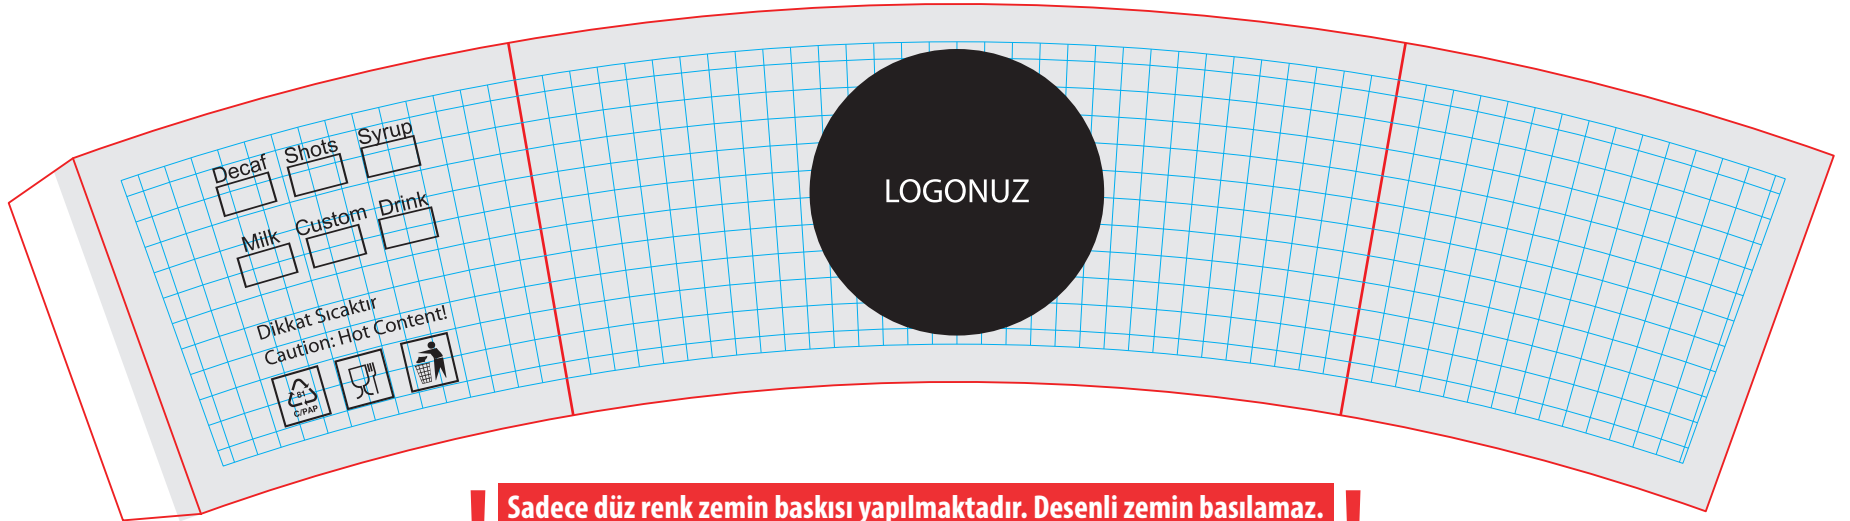 Decaf Shots Syrup
Milk Custom Drink
Dikkat Sıcaktır
Caution: Hot Content!
81
C/PAP
LOGONUZ
! Sadece düz renk zemin baskısı yapılmaktadır. Desenli zemin basılamaz. !